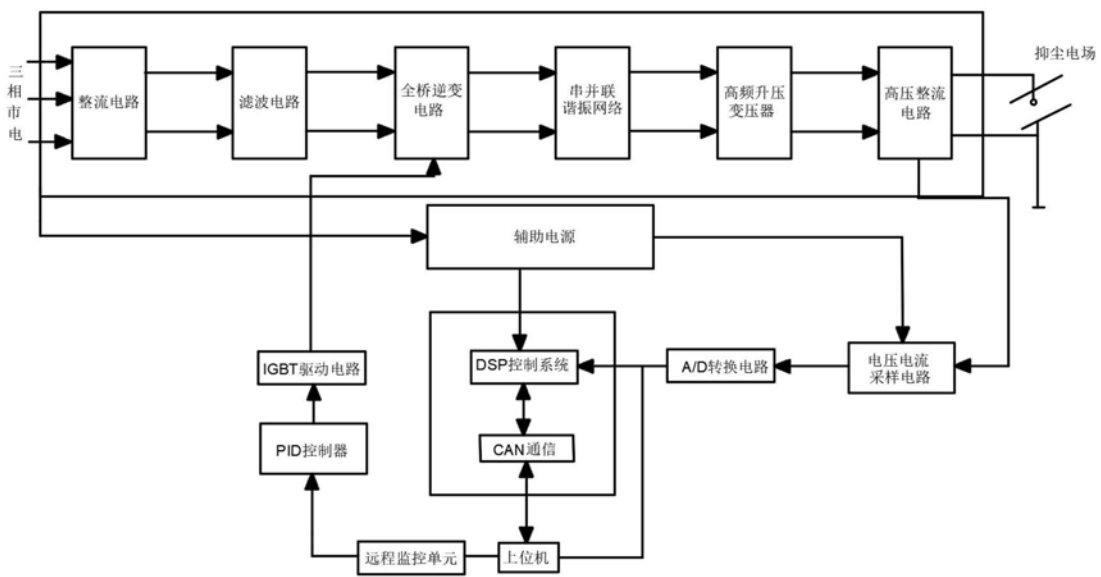 抑尘电场
三
相
市
电
整流电路
滤波电路
全桥逆变
电路
串并联
谐振网络
高频升压
变压器
高压整流
电路
辅助电源
IGBT驱动电路
DSP控制系统
A/D转换电路
电压电流
采样电路
PID控制器
CAN通信
远程监控单元
上位机